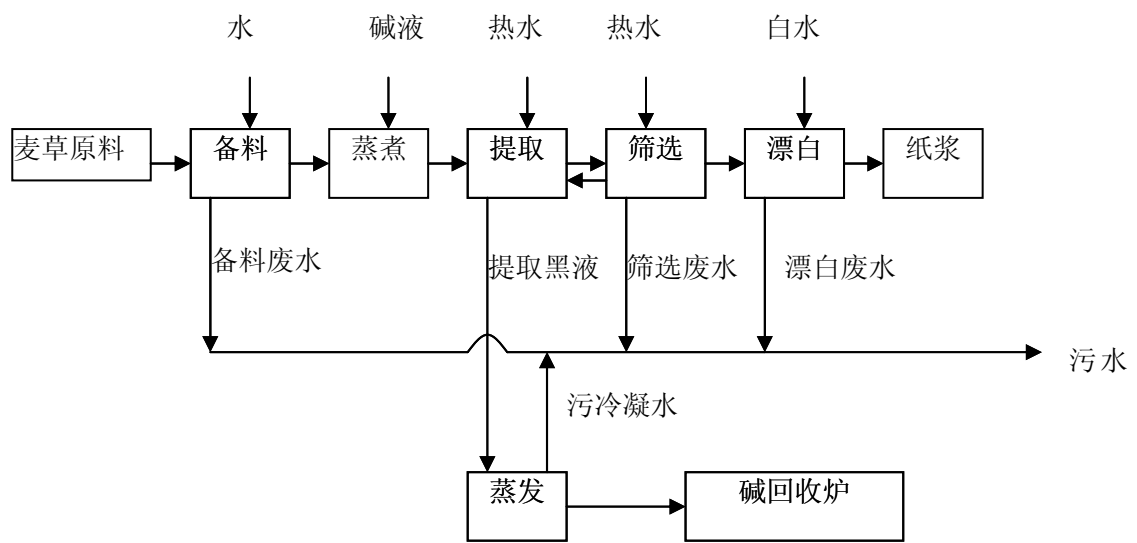 水
碱液
热水
热水
白水
麦草原料
备料
蒸煮
提取
筛选
漂白
纸浆
备料废水
提取黑液
筛选废水
漂白废水
污水
污冷凝水
蒸发
碱回收炉